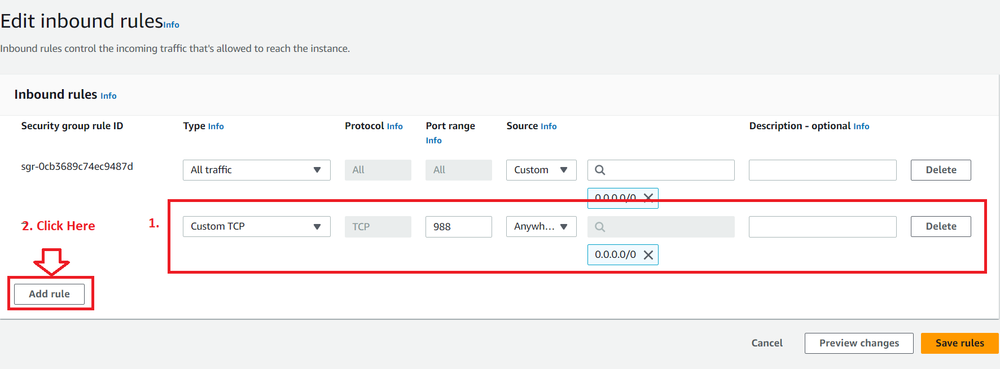 Edit inbound rules Info
Inbound rules control the incoming traffic that's allowed to reach the instance.
Inbound rules Info
Security group rule ID Type Info Protocol Info Port range Info Source Info Description - optional Info
sgr-0cb3689c74ec9487d All traffic All All Custom Delete
0.0.0.0/0
2. Click Here 1. Custom TCP TCP 988 Anywh... Delete
0.0.0.0/0
Add rule
Cancel Preview changes Save rules